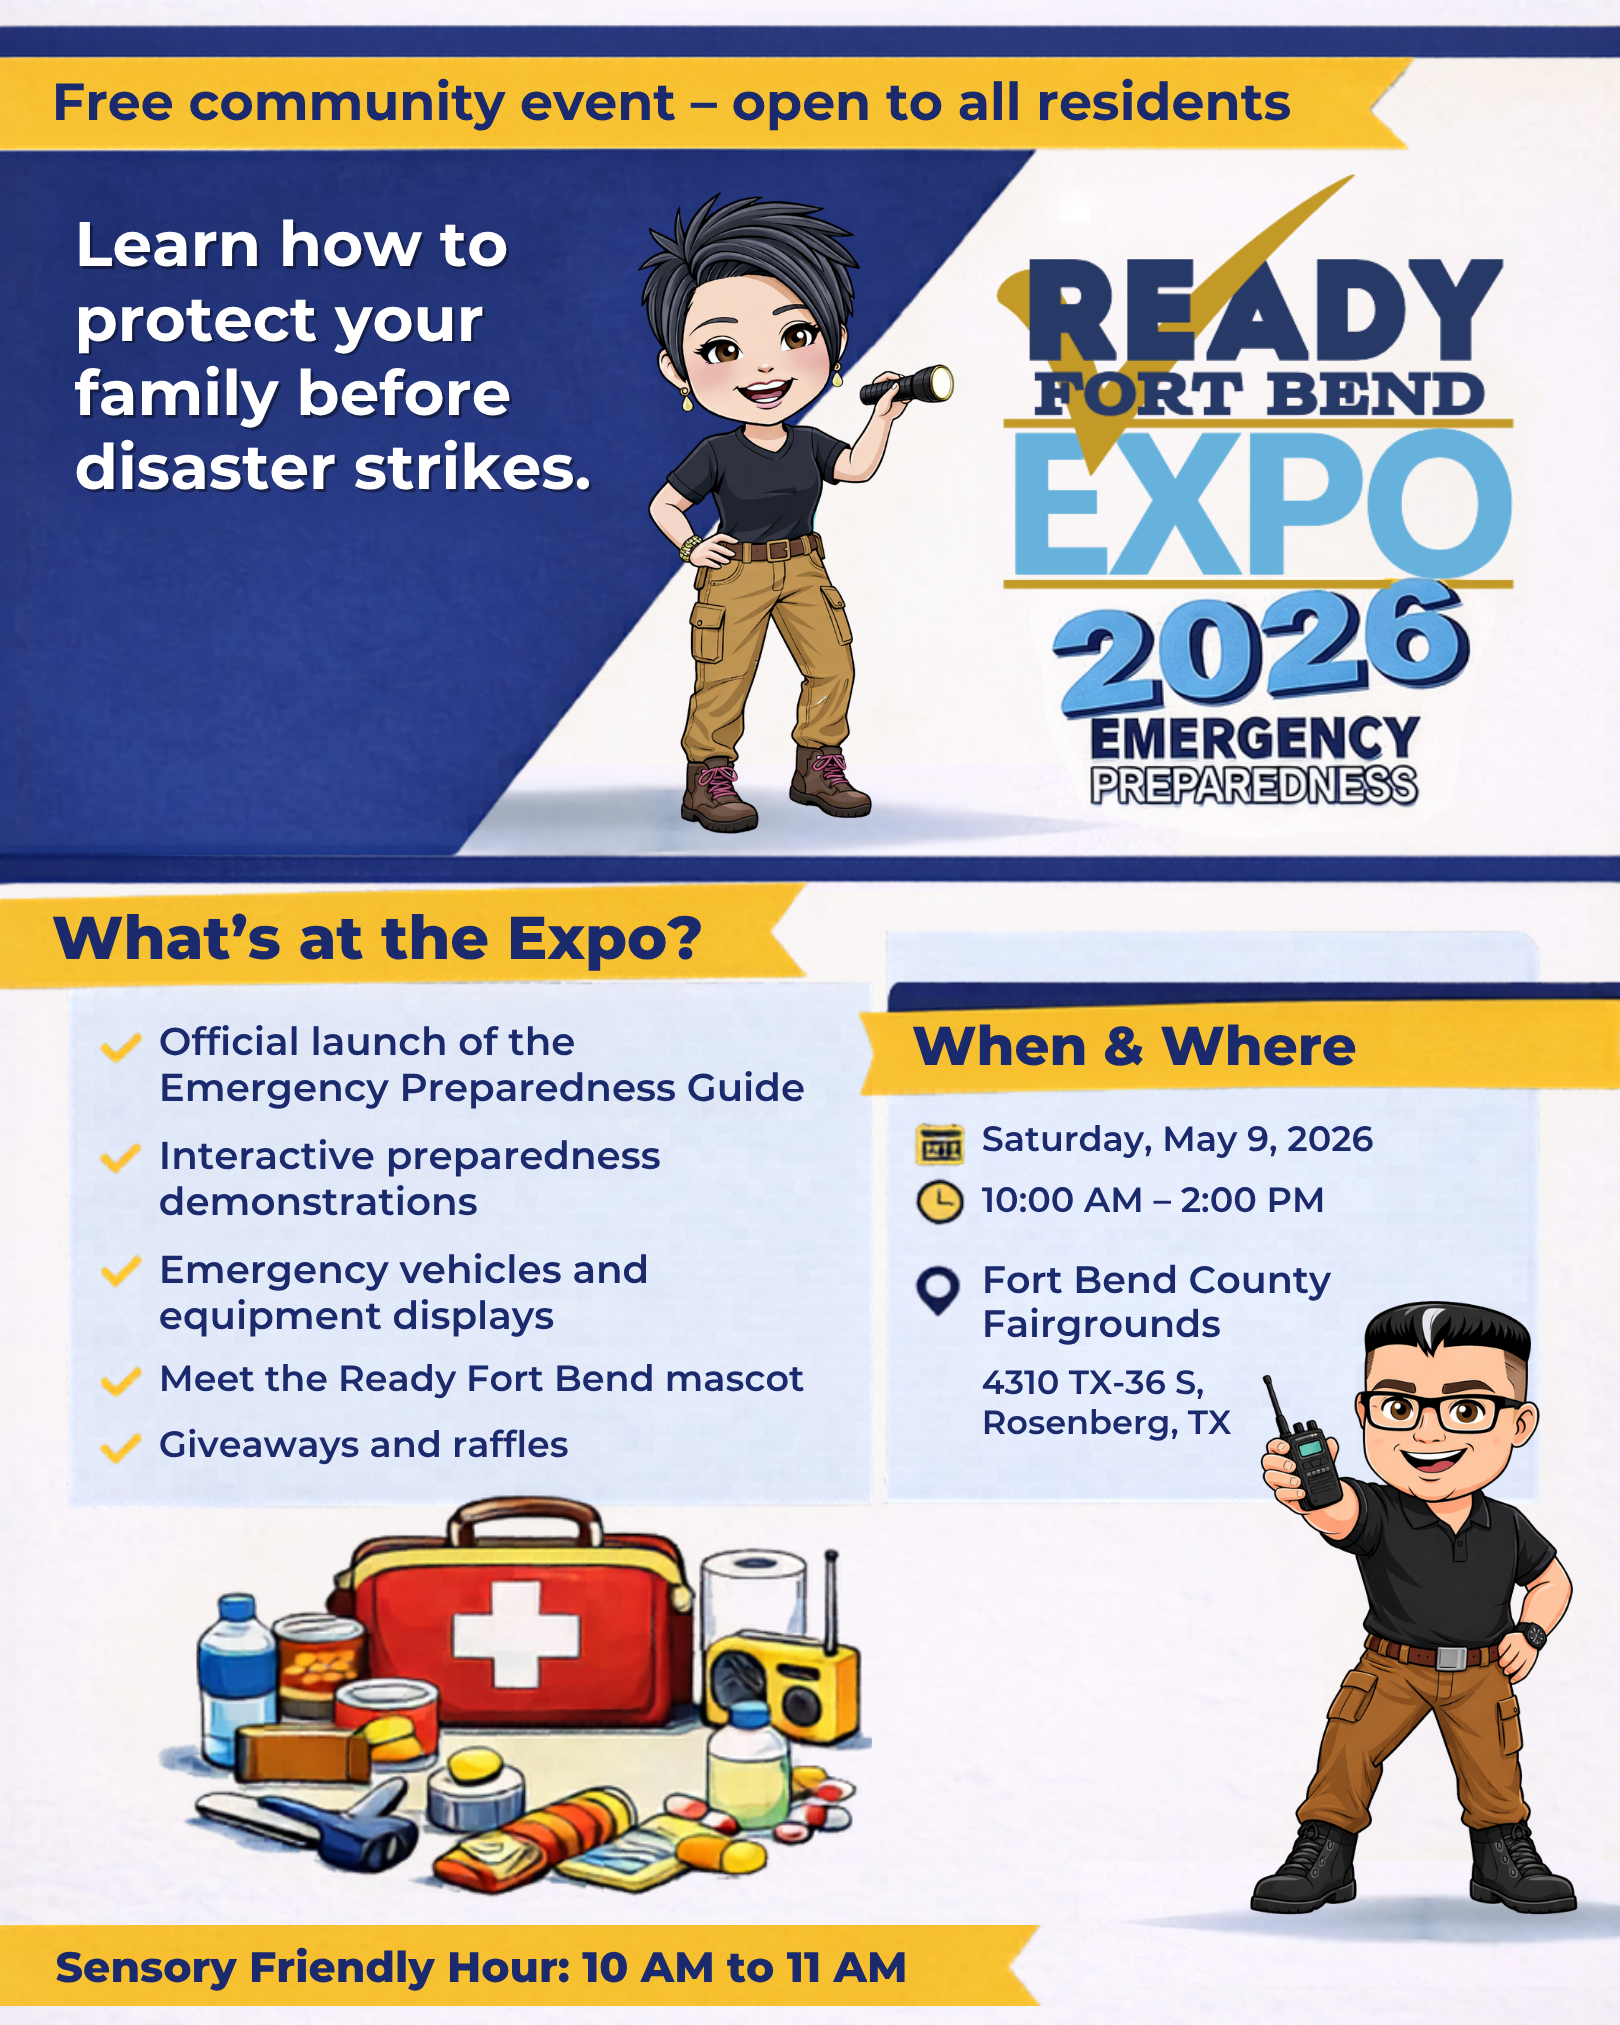 Free community event – open to all residents
Learn how to
protect your
family before
disaster strikes.
READY
FORT BEND
EXPO
2026
EMERGENCY
PREPAREDNESS
What's at the Expo?
Official launch of the
Emergency Preparedness Guide
Interactive preparedness
demonstrations
Emergency vehicles and
equipment displays
Meet the Ready Fort Bend mascot
Giveaways and raffles
When & Where
Saturday, May 9, 2026
10:00 AM – 2:00 PM
Fort Bend County
Fairgrounds
4310 TX-36 S,
Rosenberg, TX
Sensory Friendly Hour: 10 AM to 11 AM